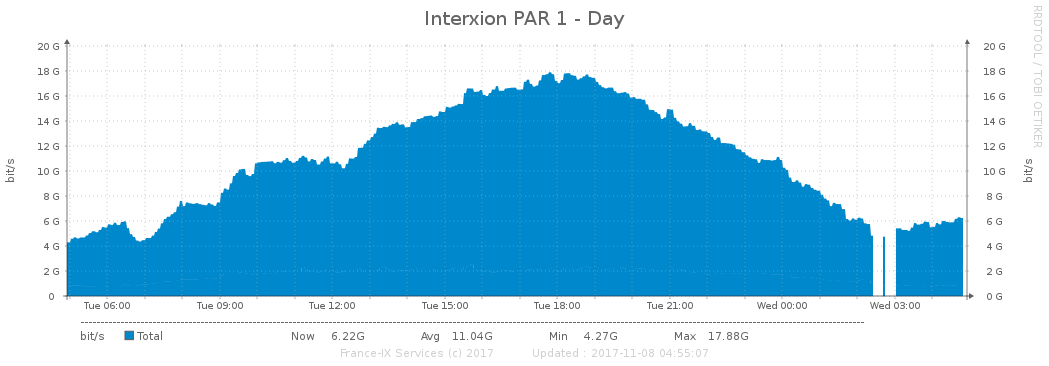 Interxion PAR 1 - Day
RRDTOOL / TOBI OETIKER
20 G 20 G
18 G 18 G
16 G 16 G
14 G 14 G
12 G 12 G
10 G 10 G
8 G 8 G
6 G 6 G
4 G 4 G
2 G 2 G
0 0 G
bit/s bit/s
Tue 06:00 Tue 09:00 Tue 12:00 Tue 15:00 Tue 18:00 Tue 21:00 Wed 00:00 Wed 03:00
bit/s Total Now 6.22G Avg 11.04G Min 4.27G Max 17.88G
France-IX Services (c) 2017 Updated : 2017-11-08 04:55:07